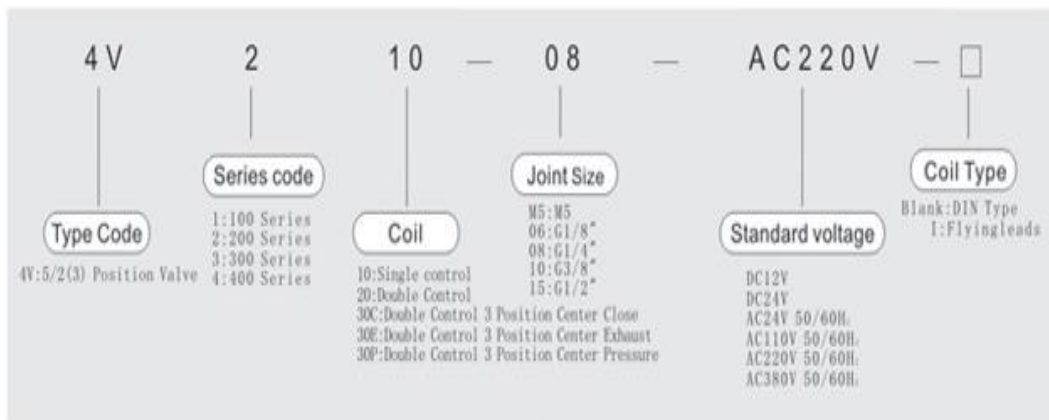 4V 2 10 — 08 — AC220V — □
Type Code
4V:5/2(3) Position Valve
Series code
1:100 Series
2:200 Series
3:300 Series
4:400 Series
Coil
10:Single control
20:Double Control
30C:Double Control 3 Position Center Close
30E:Double Control 3 Position Center Exhaust
30P:Double Control 3 Position Center Pressure
Joint Size
M5:M5
06:G1/8"
08:G1/4"
10:G3/8"
15:G1/2"
Standard voltage
DC12V
DC24V
AC24V 50/60Hz
AC110V 50/60Hz
AC220V 50/60Hz
AC380V 50/60Hz
Coil Type
Blank:DIN Type
I:Flyingleads